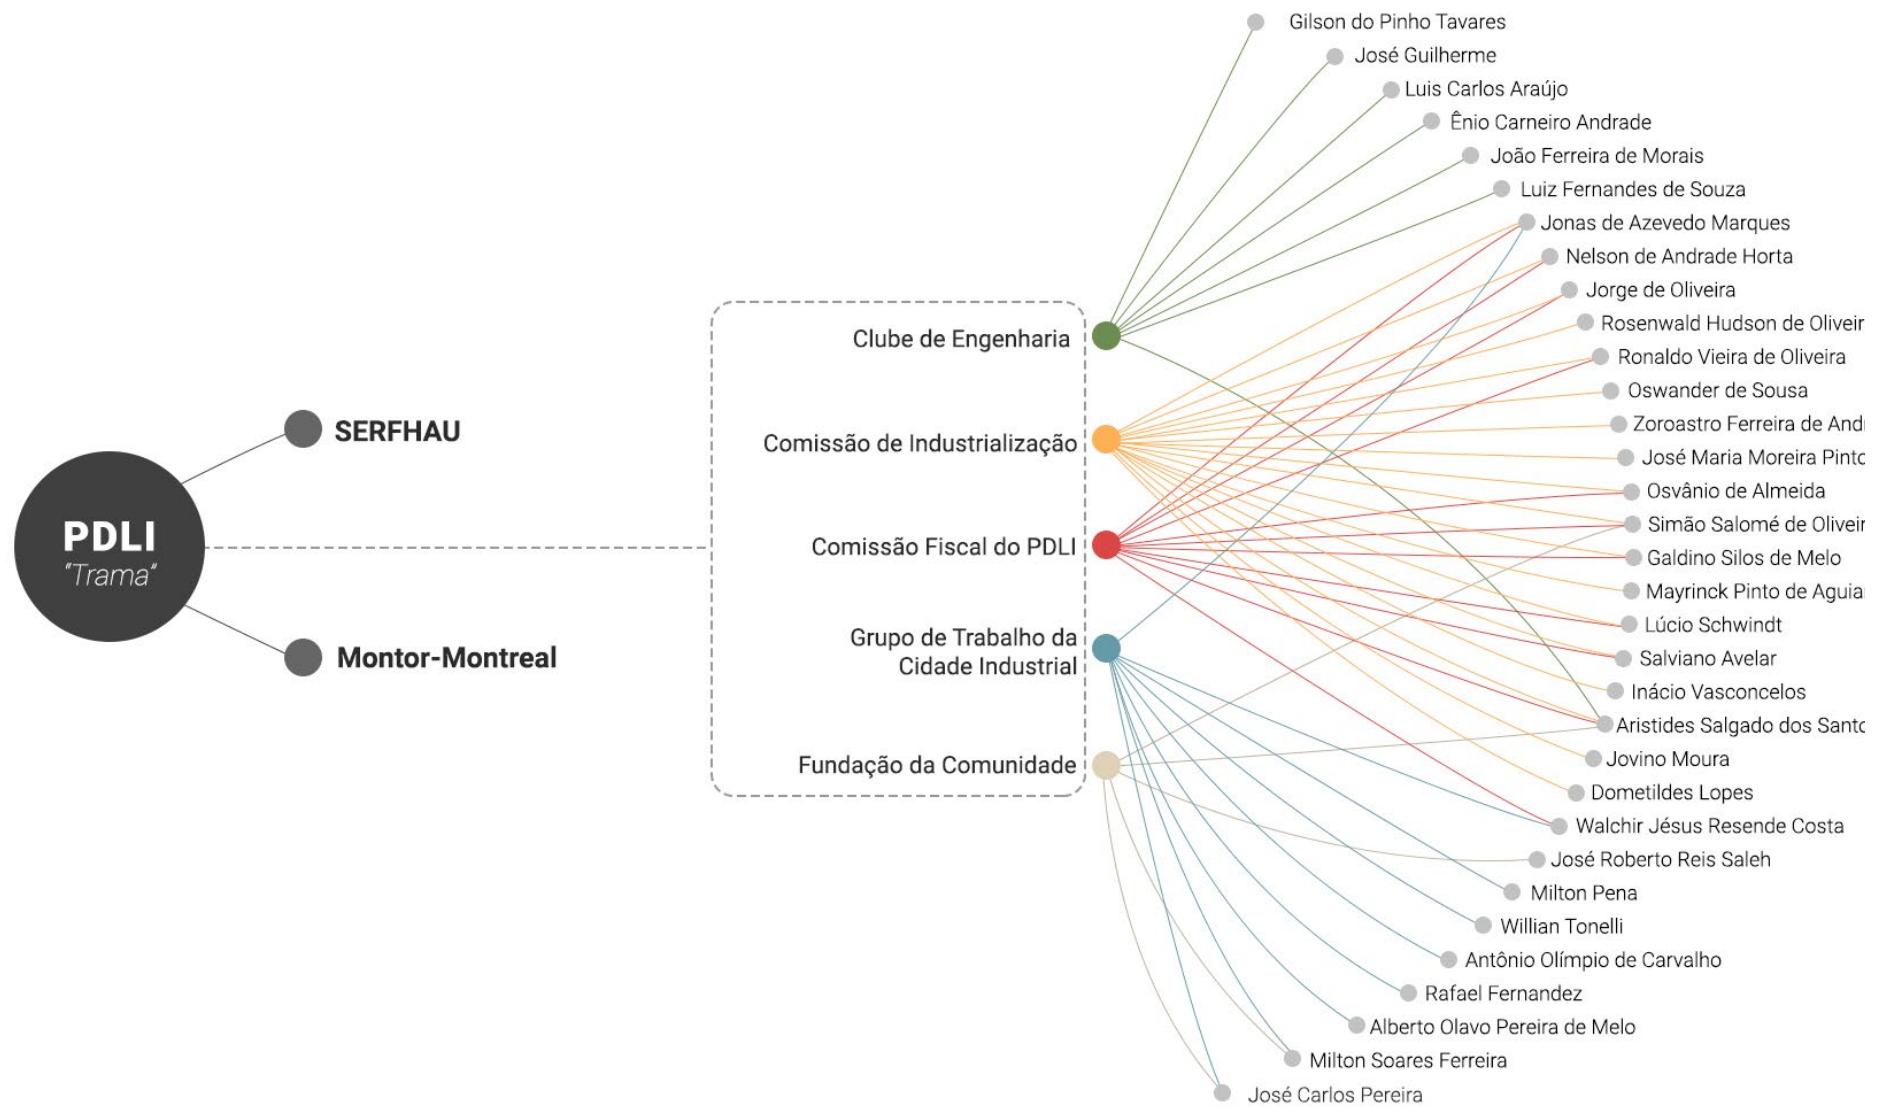 PDLI
"Trama"
SERFHAU
Montor-Montreal
Clube de Engenharia
Comissão de Industrialização
Comissão Fiscal do PDLI
Grupo de Trabalho da
Cidade Industrial
Fundação da Comunidade
Gilson do Pinho Tavares
José Guilherme
Luis Carlos Araújo
Ênio Carneiro Andrade
João Ferreira de Morais
Luiz Fernandes de Souza
Jonas de Azevedo Marques
Nelson de Andrade Horta
Jorge de Oliveira
Rosenwald Hudson de Oliveir
Ronaldo Vieira de Oliveira
Oswander de Sousa
Zoroastro Ferreira de Andr
José Maria Moreira Pinto
Osvânio de Almeida
Simão Salomé de Oliveir
Galdino Silos de Melo
Mayrinck Pinto de Aguia
Lúcio Schwindt
Salviano Avelar
Inácio Vasconcelos
Aristides Salgado dos Santo
Jovino Moura
Dometildes Lopes
Walchir Jésus Resende Costa
José Roberto Reis Saleh
Milton Pena
Willian Tonelli
Antônio Olímpio de Carvalho
Rafael Fernandez
Alberto Olavo Pereira de Melo
Milton Soares Ferreira
José Carlos Pereira